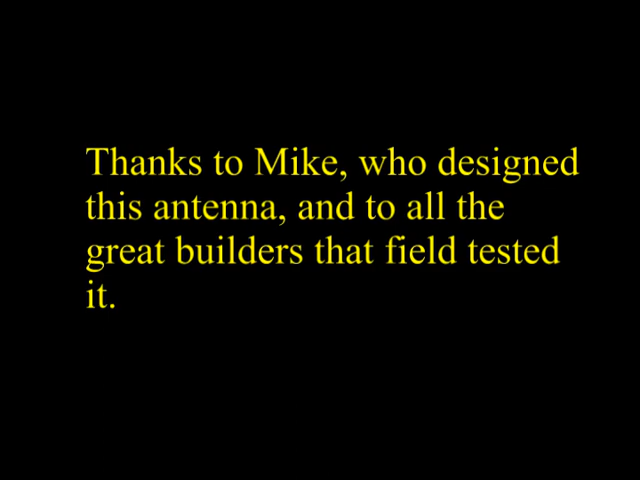 Thanks to Mike, who designed
this antenna, and to all the
great builders that field tested
it.